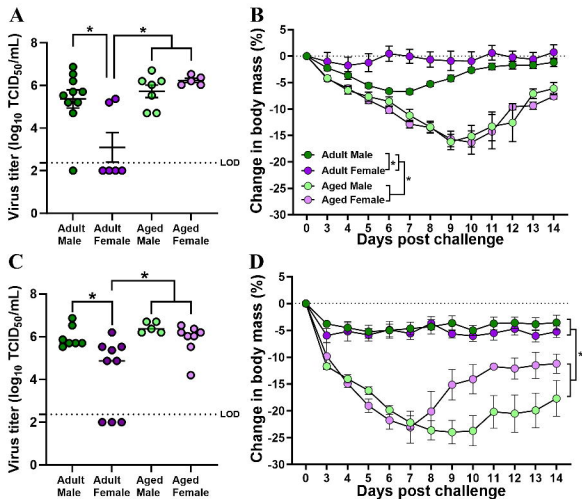 A
B
Virus titer (log10 TCID50/mL)
8
6
4
2
0
*
*
LOD
Adult Male
Adult Female
Aged Male
Aged Female
Change in body mass (%)
5
0
-5
-10
-15
-20
-25
-30
Adult Male
Adult Female
Aged Male
Aged Female
*
*
0 3 4 5 6 7 8 9 10 11 12 13 14
Days post challenge
C
D
Virus titer (log10 TCID50/mL)
8
6
4
2
0
*
*
LOD
Adult Male
Adult Female
Aged Male
Aged Female
Change in body mass (%)
5
0
-5
-10
-15
-20
-25
-30
*
0 3 4 5 6 7 8 9 10 11 12 13 14
Days post challenge